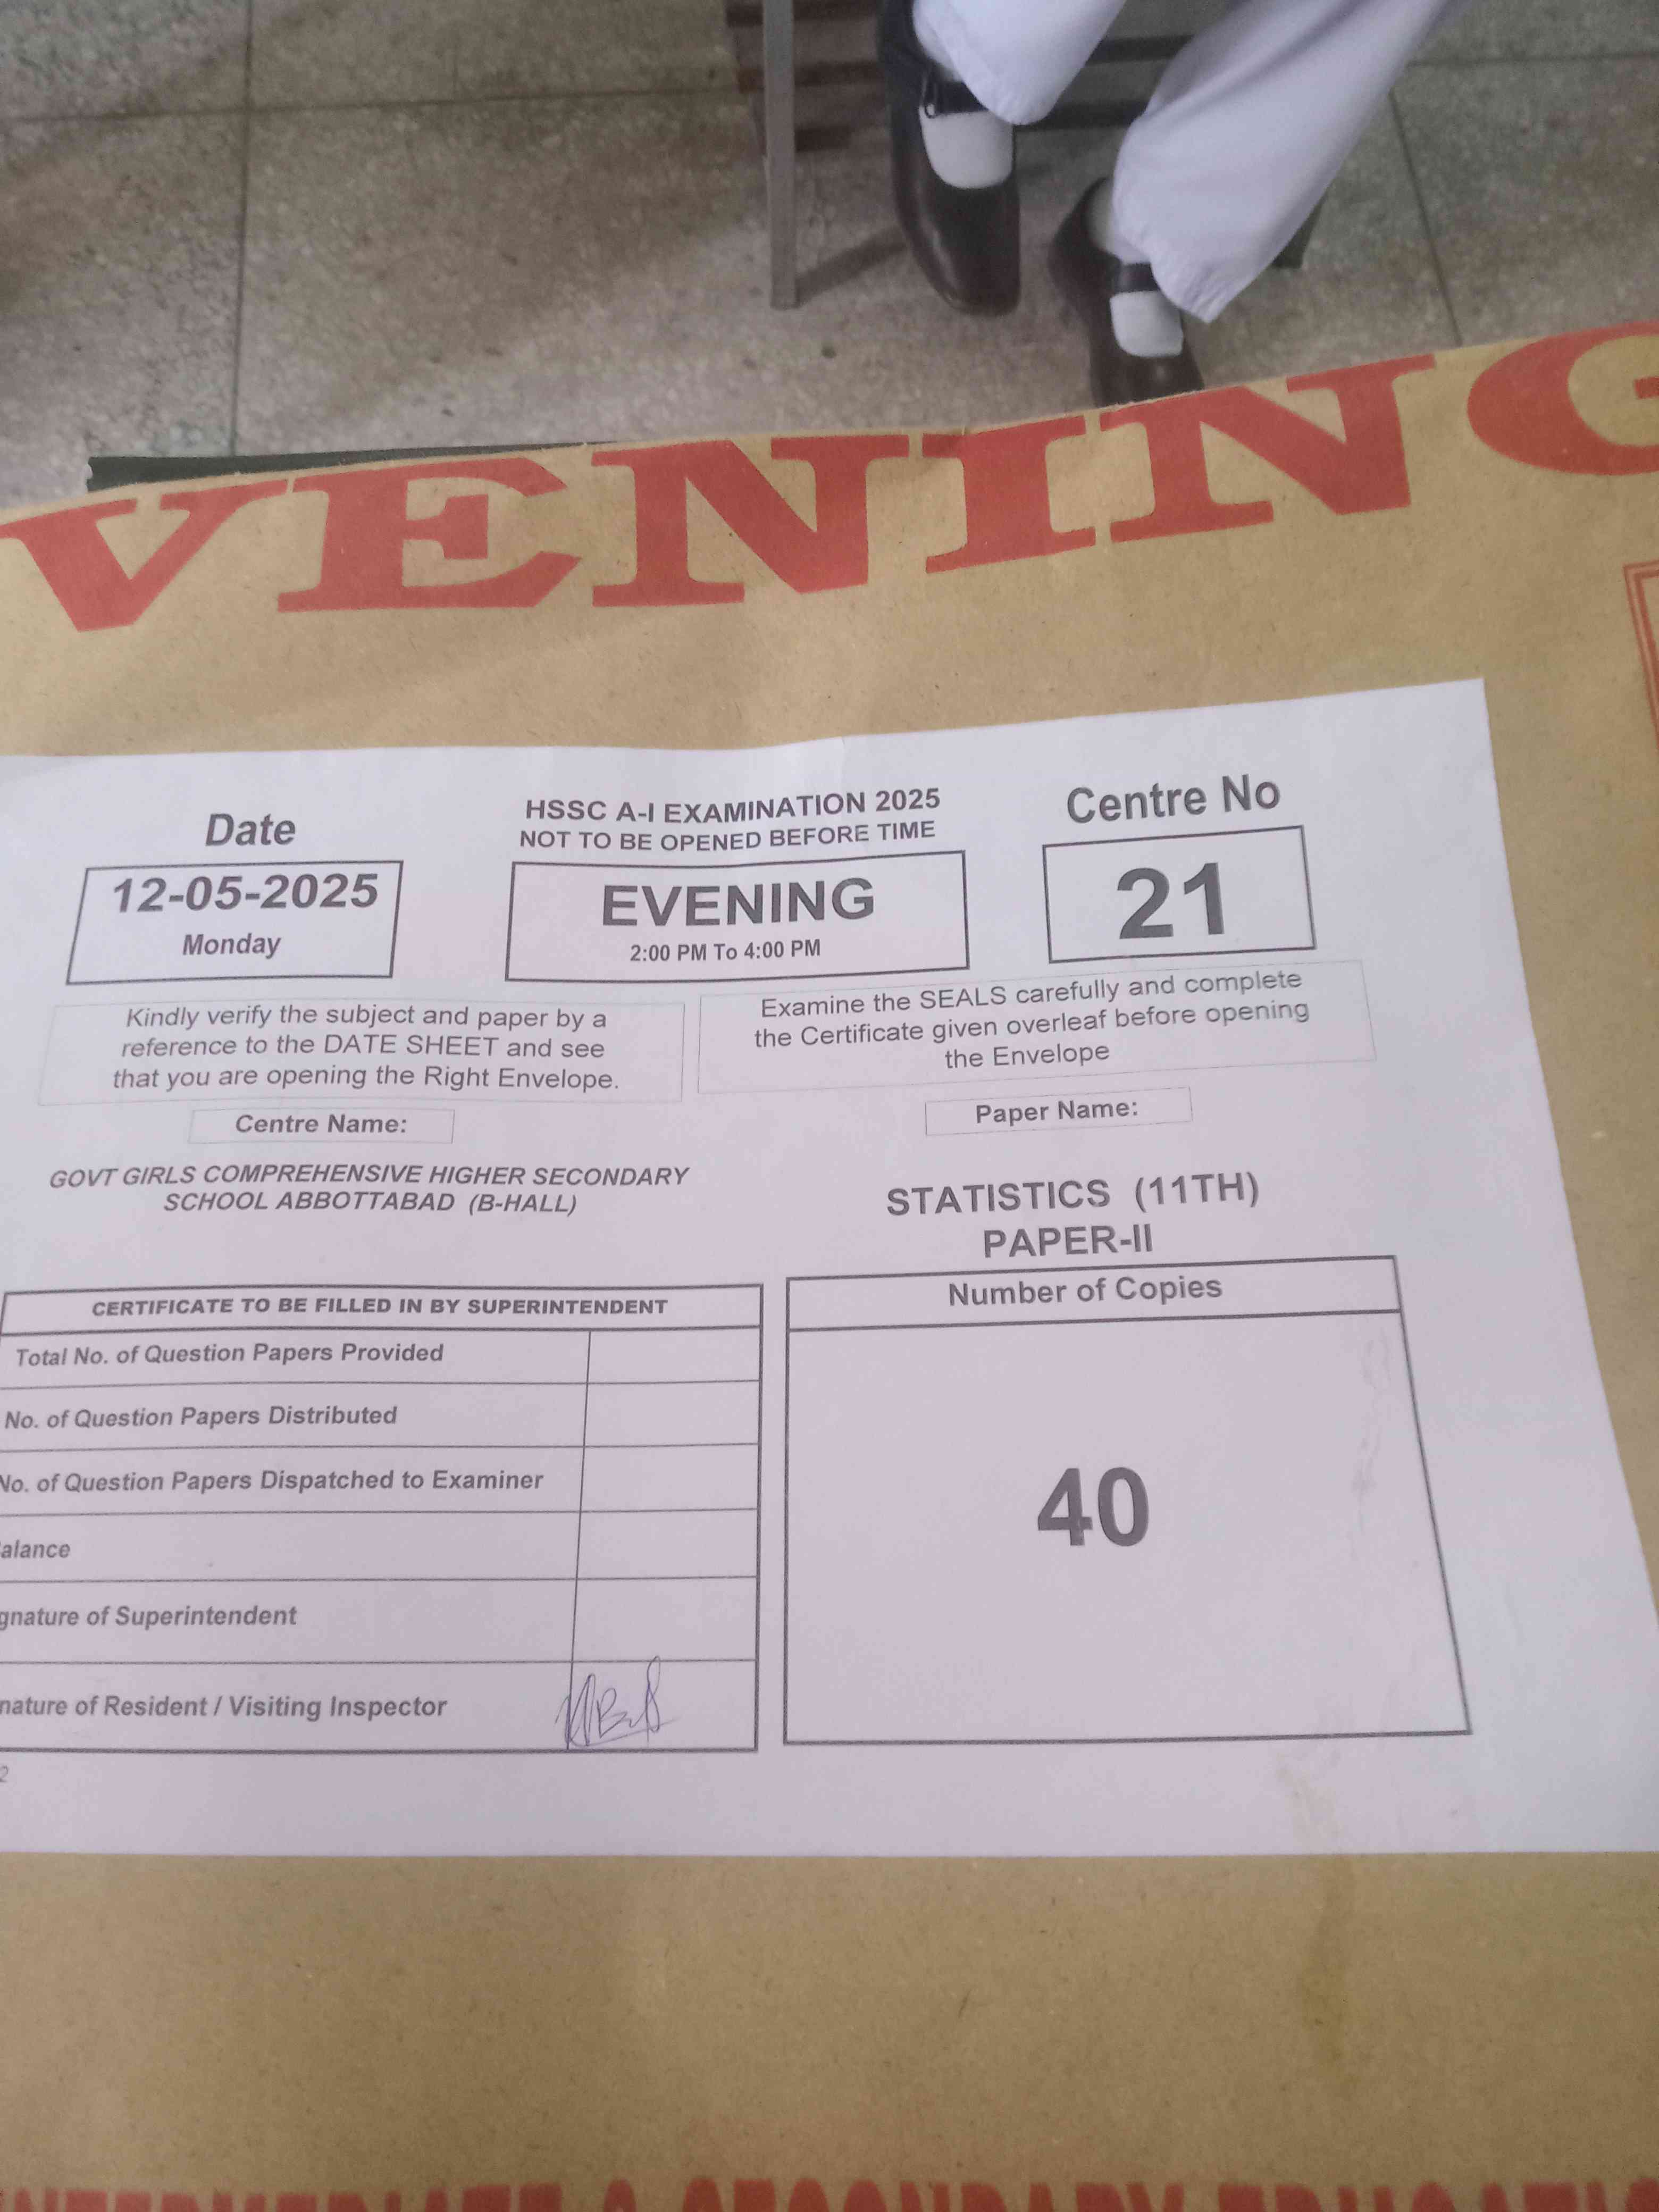 VENING
Date
12-05-2025
Monday
HSSC A-I EXAMINATION 2025
NOT TO BE OPENED BEFORE TIME
EVENING
2:00 PM To 4:00 PM
Centre No
21
Kindly verify the subject and paper by a
reference to the DATE SHEET and see
that you are opening the Right Envelope.
Examine the SEALS carefully and complete
the Certificate given overleaf before opening
the Envelope
Centre Name:
GOVT GIRLS COMPREHENSIVE HIGHER SECONDARY
SCHOOL ABBOTTABAD (B-HALL)
Paper Name:
STATISTICS (11TH)
PAPER-II
CERTIFICATE TO BE FILLED IN BY SUPERINTENDENT
Total No. of Question Papers Provided
No. of Question Papers Distributed
No. of Question Papers Dispatched to Examiner
alance
gnature of Superintendent
nature of Resident / Visiting Inspector
2
Number of Copies
40
NTERMEDIATE & SECONDARY EDUCATIO